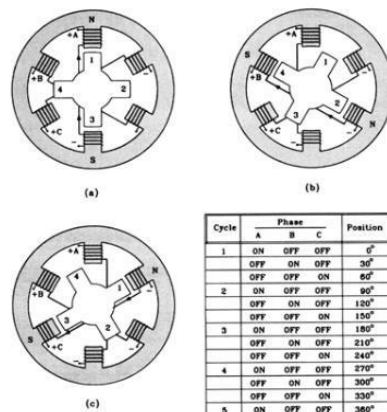 N
+A
1
+B
4
2
3
+C
S
(a)
+A
S
1
+B
4
2
3
+C
N
(b)
+A
4
N
+B
1
3
2
S
+C
(c)
Cycle Phase Position
A B C
1 ON OFF OFF 0°
OFF ON OFF 30°
OFF OFF ON 60°
2 ON OFF OFF 90°
OFF ON OFF 120°
OFF OFF ON 150°
3 ON OFF OFF 180°
OFF ON OFF 210°
OFF OFF ON 240°
4 ON OFF OFF 270°
OFF ON OFF 300°
OFF OFF ON 330°
5 ON OFF OFF 360°